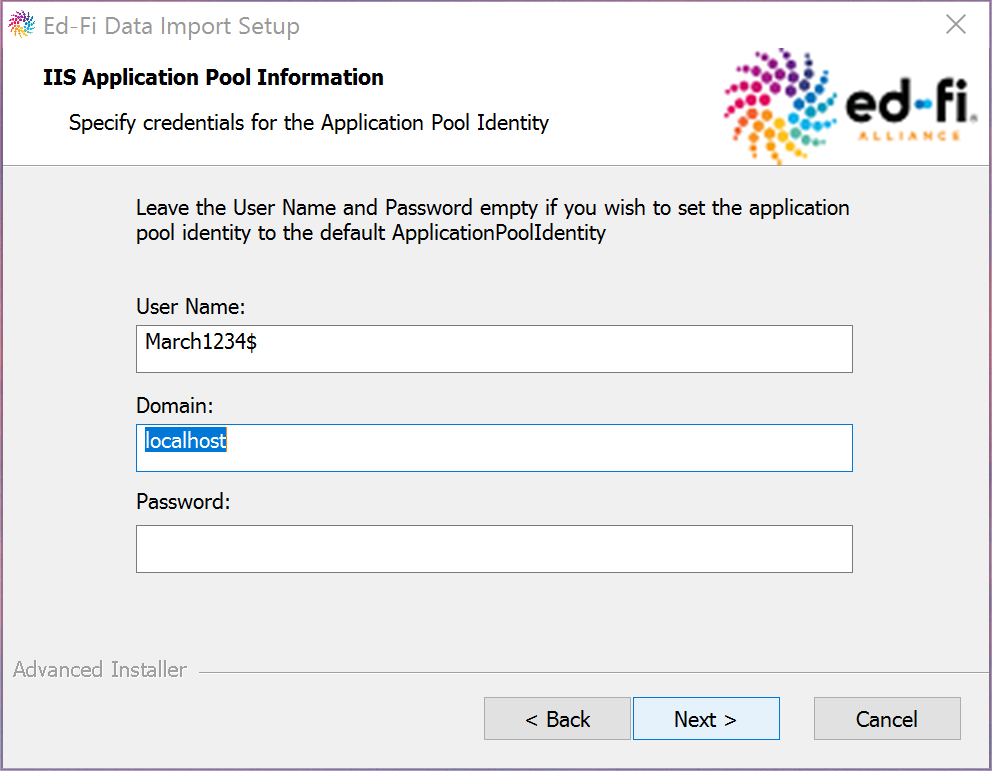 Ed-Fi Data Import Setup
IIS Application Pool Information
Specify credentials for the Application Pool Identity
ed-fi®
ALLIANCE
Leave the User Name and Password empty if you wish to set the application
pool identity to the default ApplicationPoolIdentity
User Name:
March1234$
Domain:
localhost
Password:
Advanced Installer
< Back
Next >
Cancel